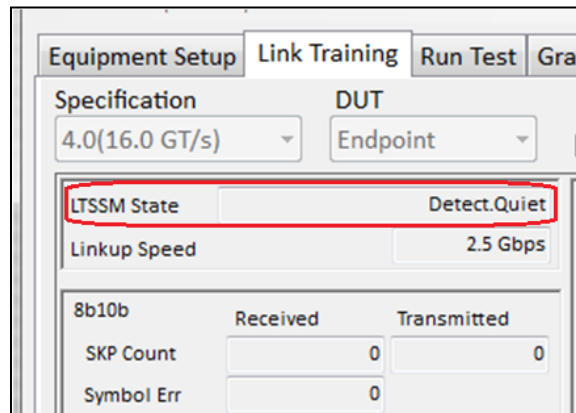 Equipment Setup Link Training Run Test Gra
Specification DUT
4.0(16.0 GT/s) Endpoint
LTSSM State Detect.Quiet
Linkup Speed 2.5 Gbps
8b10b Received Transmitted
SKP Count 0 0
Symbol Err 0